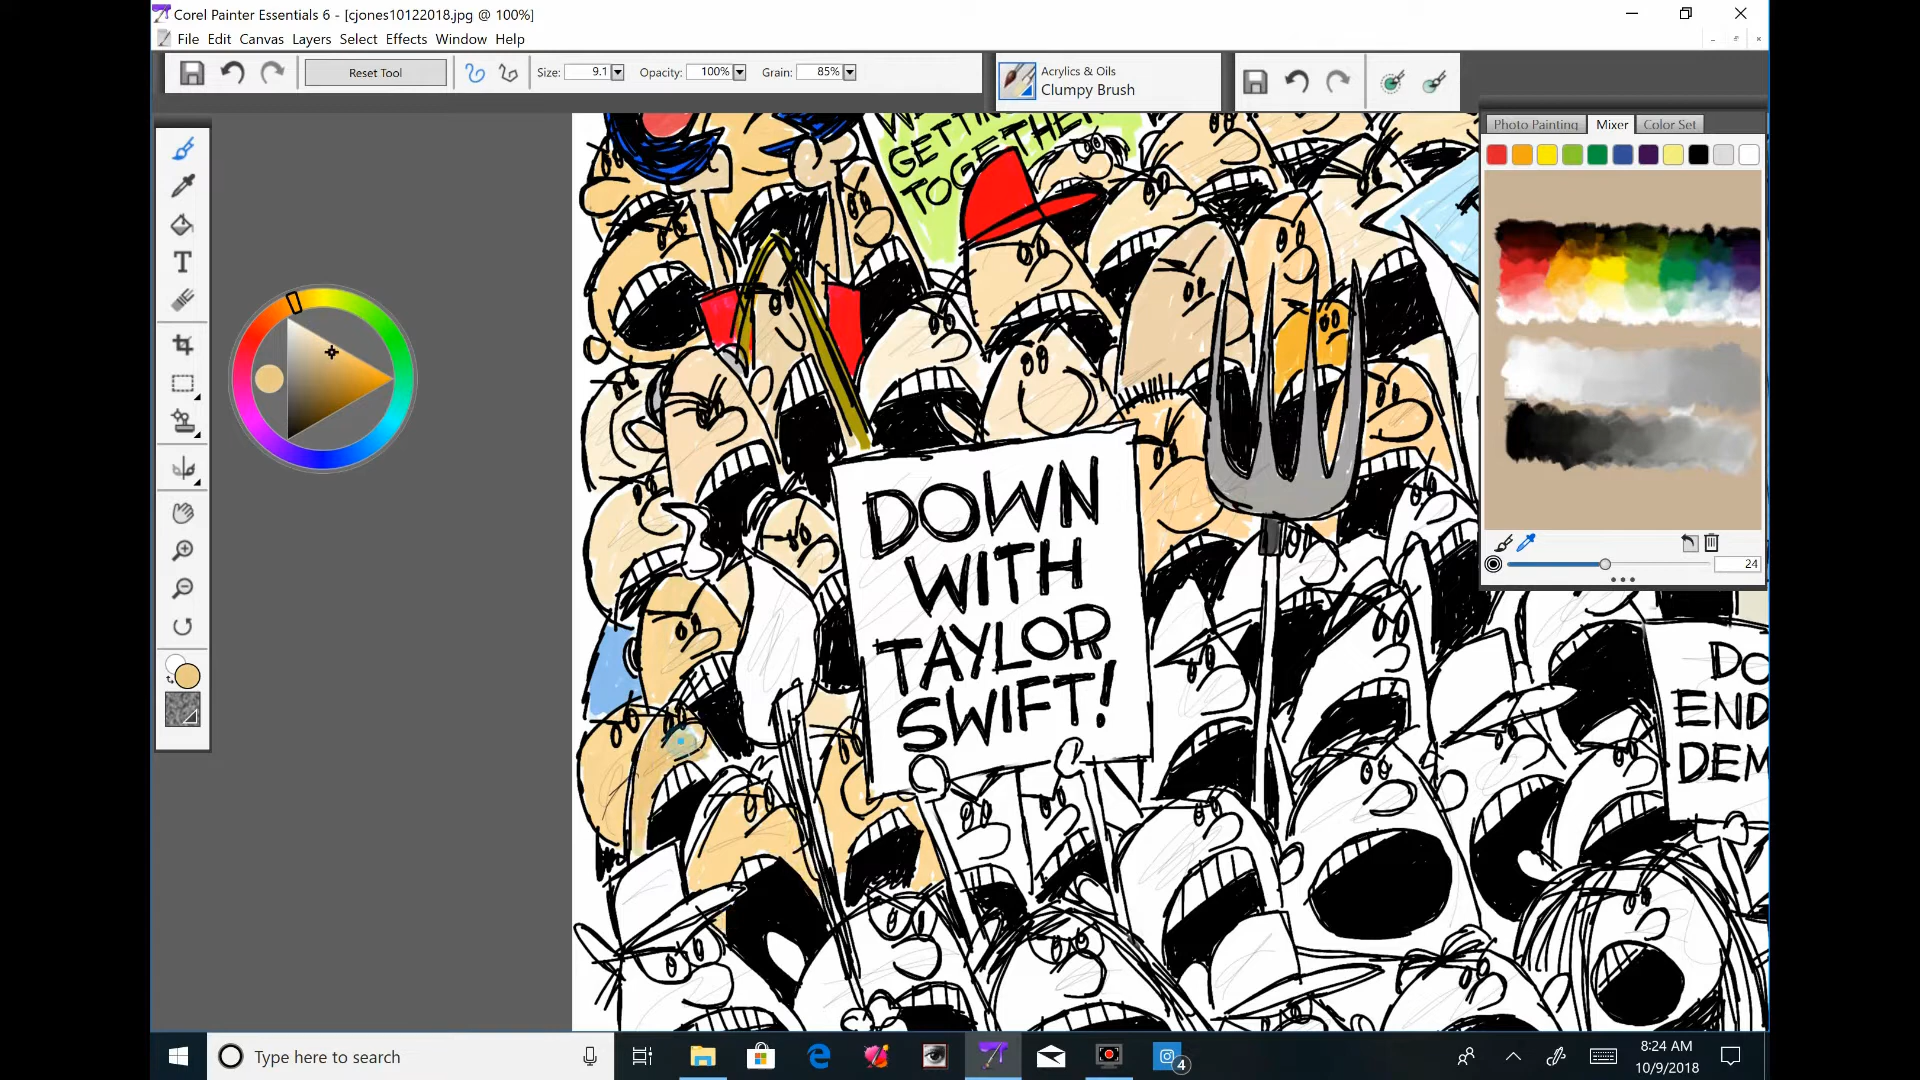 Corel Painter Essentials 6 - [cjones10122018.jpg @ 100%]
File Edit Canvas Layers Select Effects Window Help
Reset Tool Size: 9.1 Opacity: 100% Grain: 85%
Acrylics & Oils
Clumpy Brush
Photo Painting Mixer Color Set
GETTING
TOGETHER
24
DOWN
WITH
TAYLOR
SWIFT!
DO
END
DEM
Type here to search
4
8:24 AM
10/9/2018